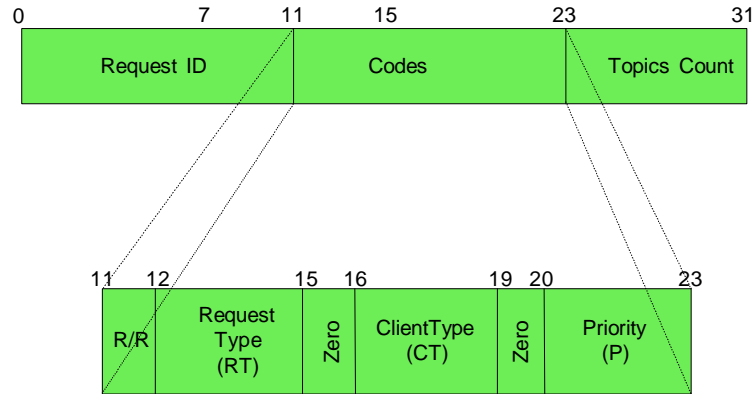 0 7 11 15 23 31
Request ID Codes Topics Count
11 12 15 16 19 20 23
R/R
Request
Type
(RT)
Zero
ClientType
(CT)
Zero
Priority
(P)